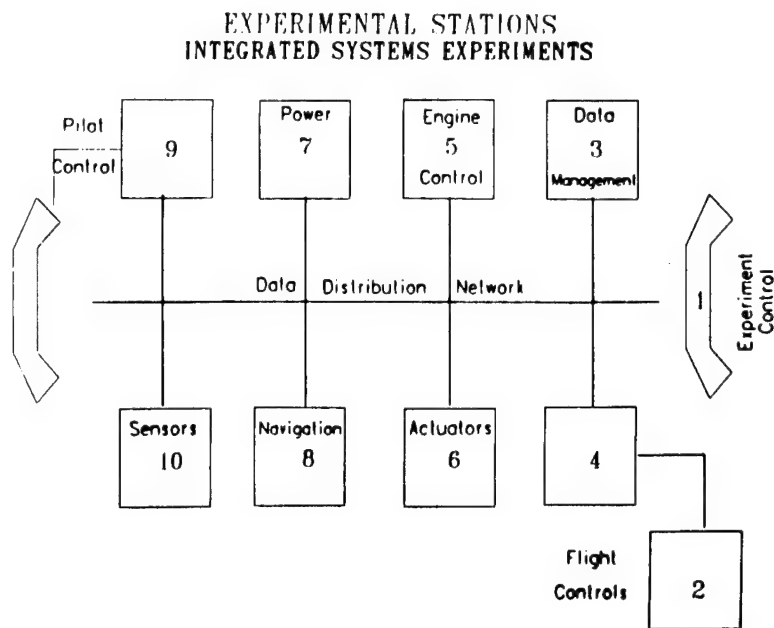 EXPERIMENTAL STATIONS
INTEGRATED SYSTEMS EXPERIMENTS
Pilot
Control
9
Power
7
Engine
5
Control
Data
3
Management
Data Distribution Network
1
Experiment
Control
Sensors
10
Navigation
8
Actuators
6
4
Flight
Controls
2